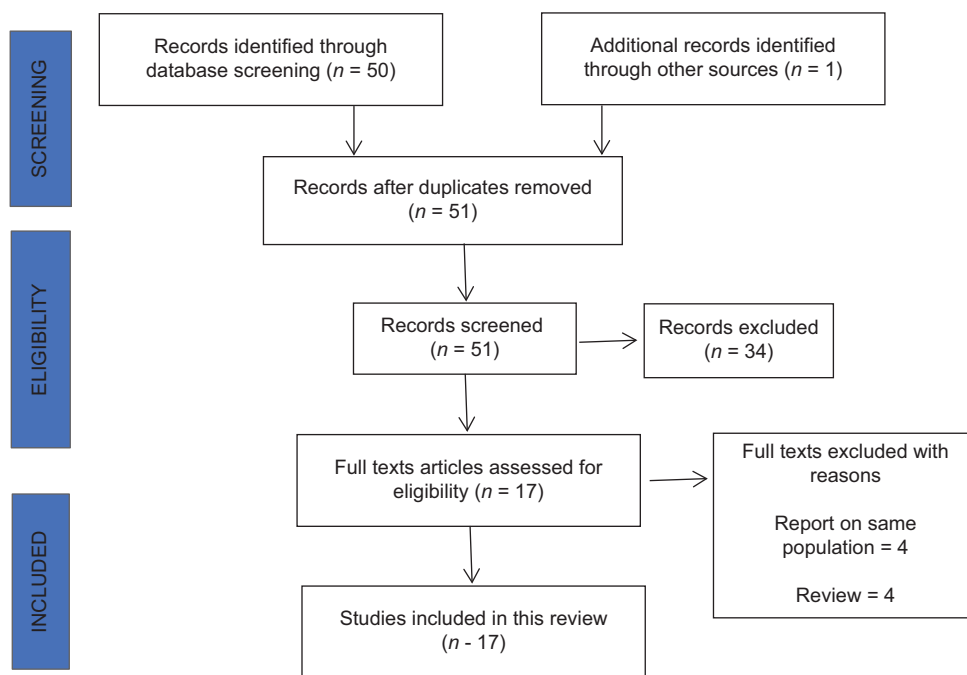 SCREENING
Records identified through
database screening (n = 50)
Additional records identified
through other sources (n = 1)
Records after duplicates removed
(n = 51)
ELIGIBILITY
Records screened
(n = 51)
Records excluded
(n = 34)
Full texts articles assessed for
eligibility (n = 17)
Full texts excluded with
reasons
Report on same
population = 4
Review = 4
INCLUDED
Studies included in this review
(n - 17)